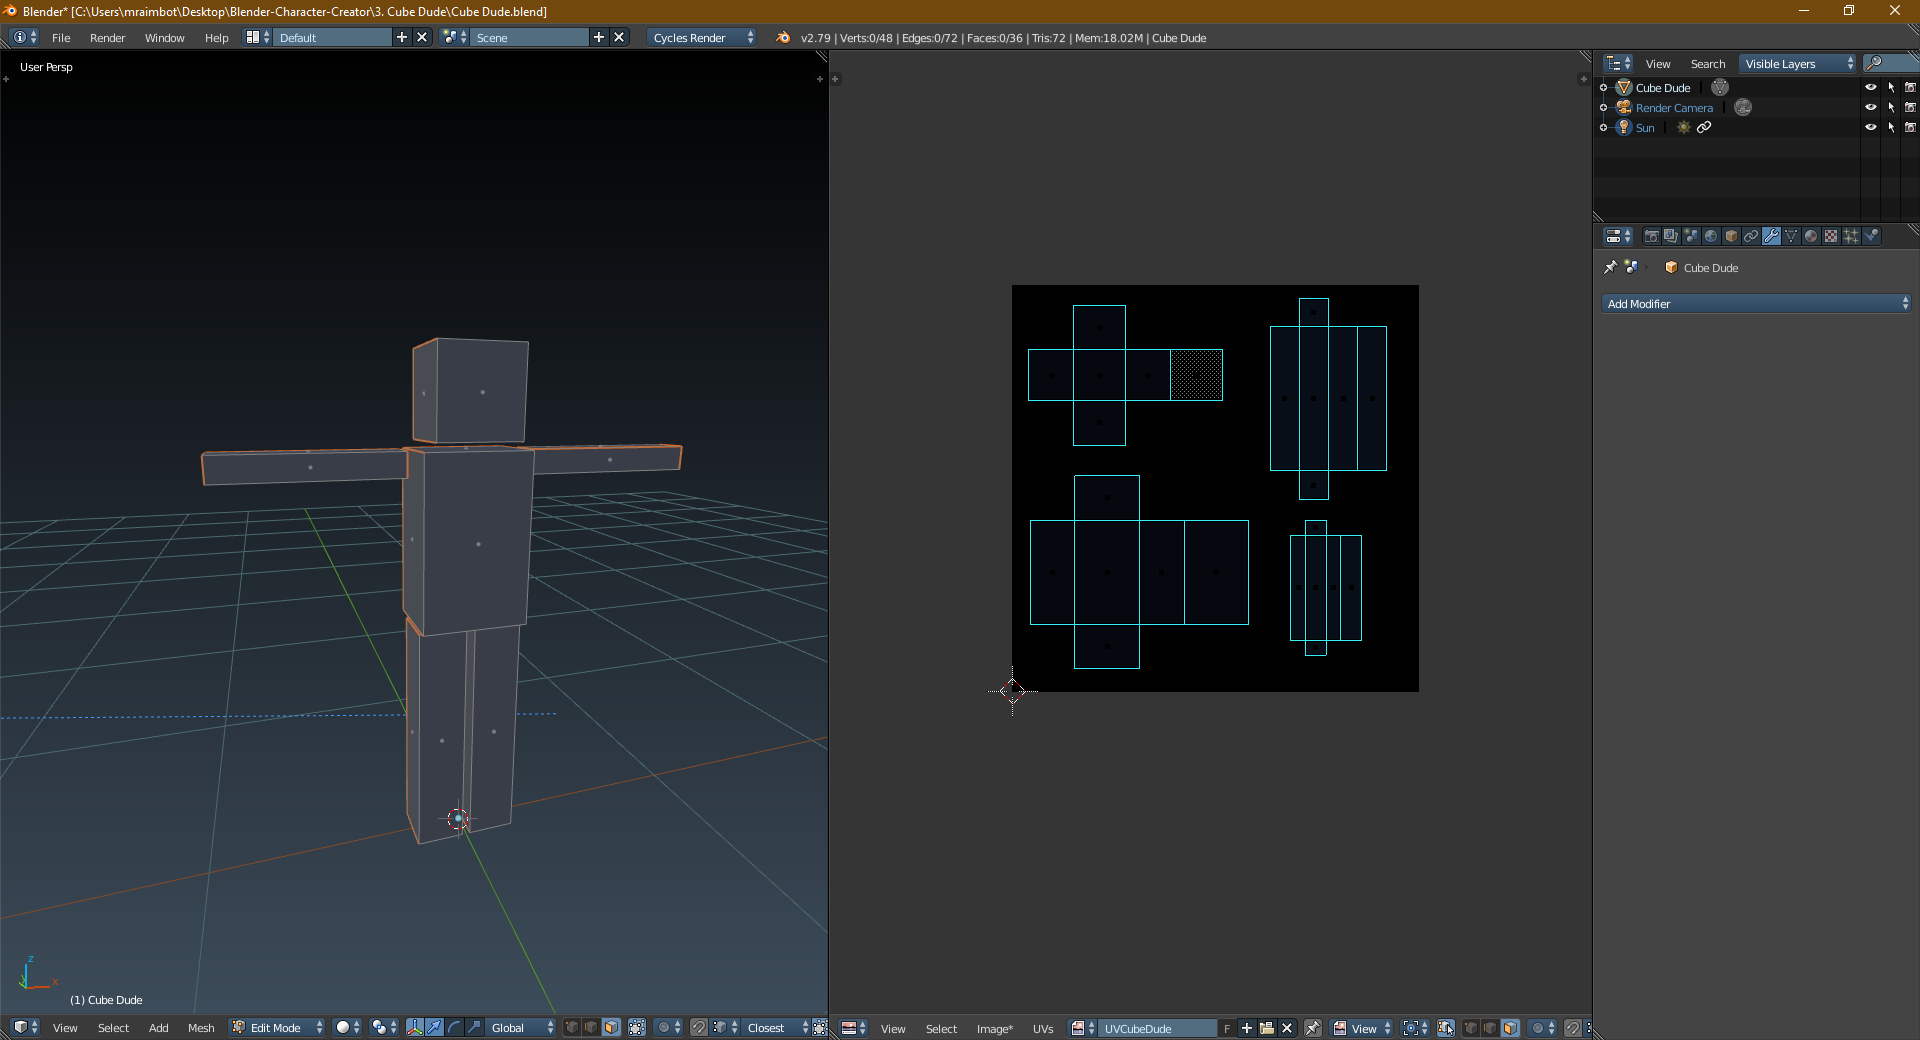 Blender* [C:\Users\mraimbot\Desktop\Blender-Character-Creator\3. Cube Dude\Cube Dude.blend]
File Render Window Help Default Scene Cycles Render v2.79 | Verts:0/48 | Edges:0/72 | Faces:0/36 | Tris:72 | Mem:18.02M | Cube Dude
User Persp
View Search Visible Layers
Cube Dude
Render Camera
Sun
Cube Dude
Add Modifier
z
y
x
(1) Cube Dude
View Select Add Mesh Edit Mode Global Closest
View Select Image* UVs UVCubeDude F View